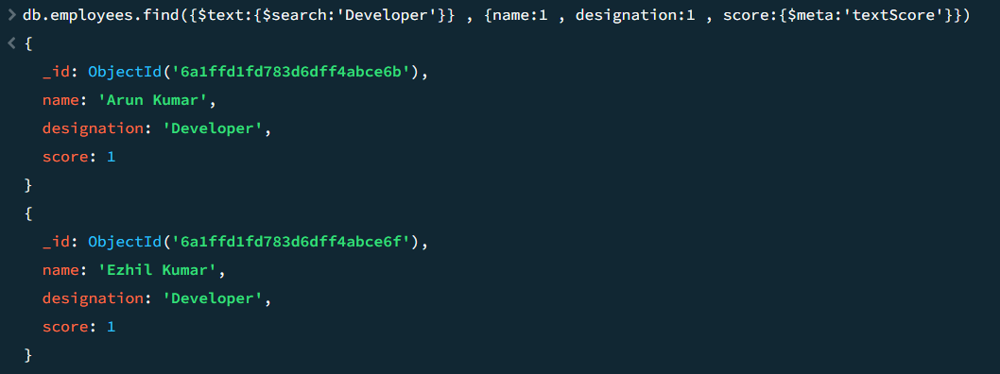 > db.employees.find({$text:{$search:'Developer'}} , {name:1 , designation:1 , score:{$meta:'textScore'}})
< {
_id: ObjectId('6a1ffd1fd783d6dff4abce6b'),
name: 'Arun Kumar',
designation: 'Developer',
score: 1
}
{
_id: ObjectId('6a1ffd1fd783d6dff4abce6f'),
name: 'Ezhil Kumar',
designation: 'Developer',
score: 1
}